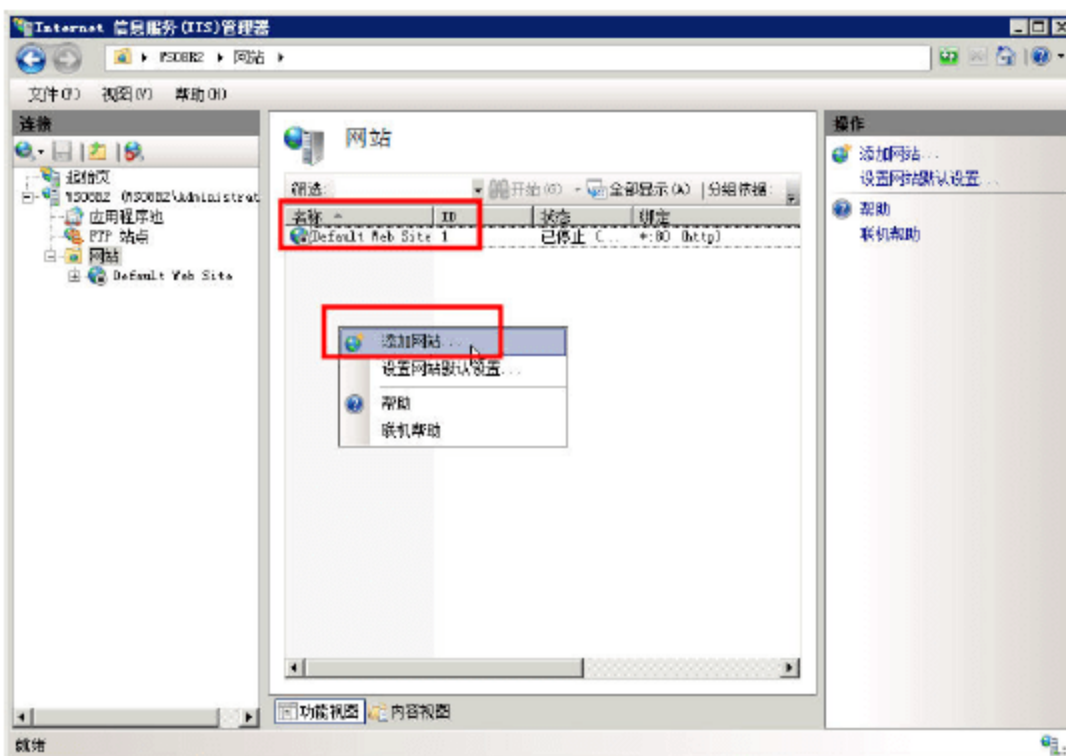 Internet 信息服务(IIS)管理器
网站
文件(F) 视图(V) 帮助(H)
连接
起始页
应用程序池
FTP 站点
网站
Default Web Site
网站
筛选: 开始(G) 全部显示(A) 分组依据:
名称 ID 状态 绑定
Default Web Site 1 已停止 (... *:80 (http)
添加网站...
设置网站默认设置...
帮助
联机帮助
功能视图 内容视图
操作
添加网站...
设置网站默认设置...
帮助
联机帮助
就绪